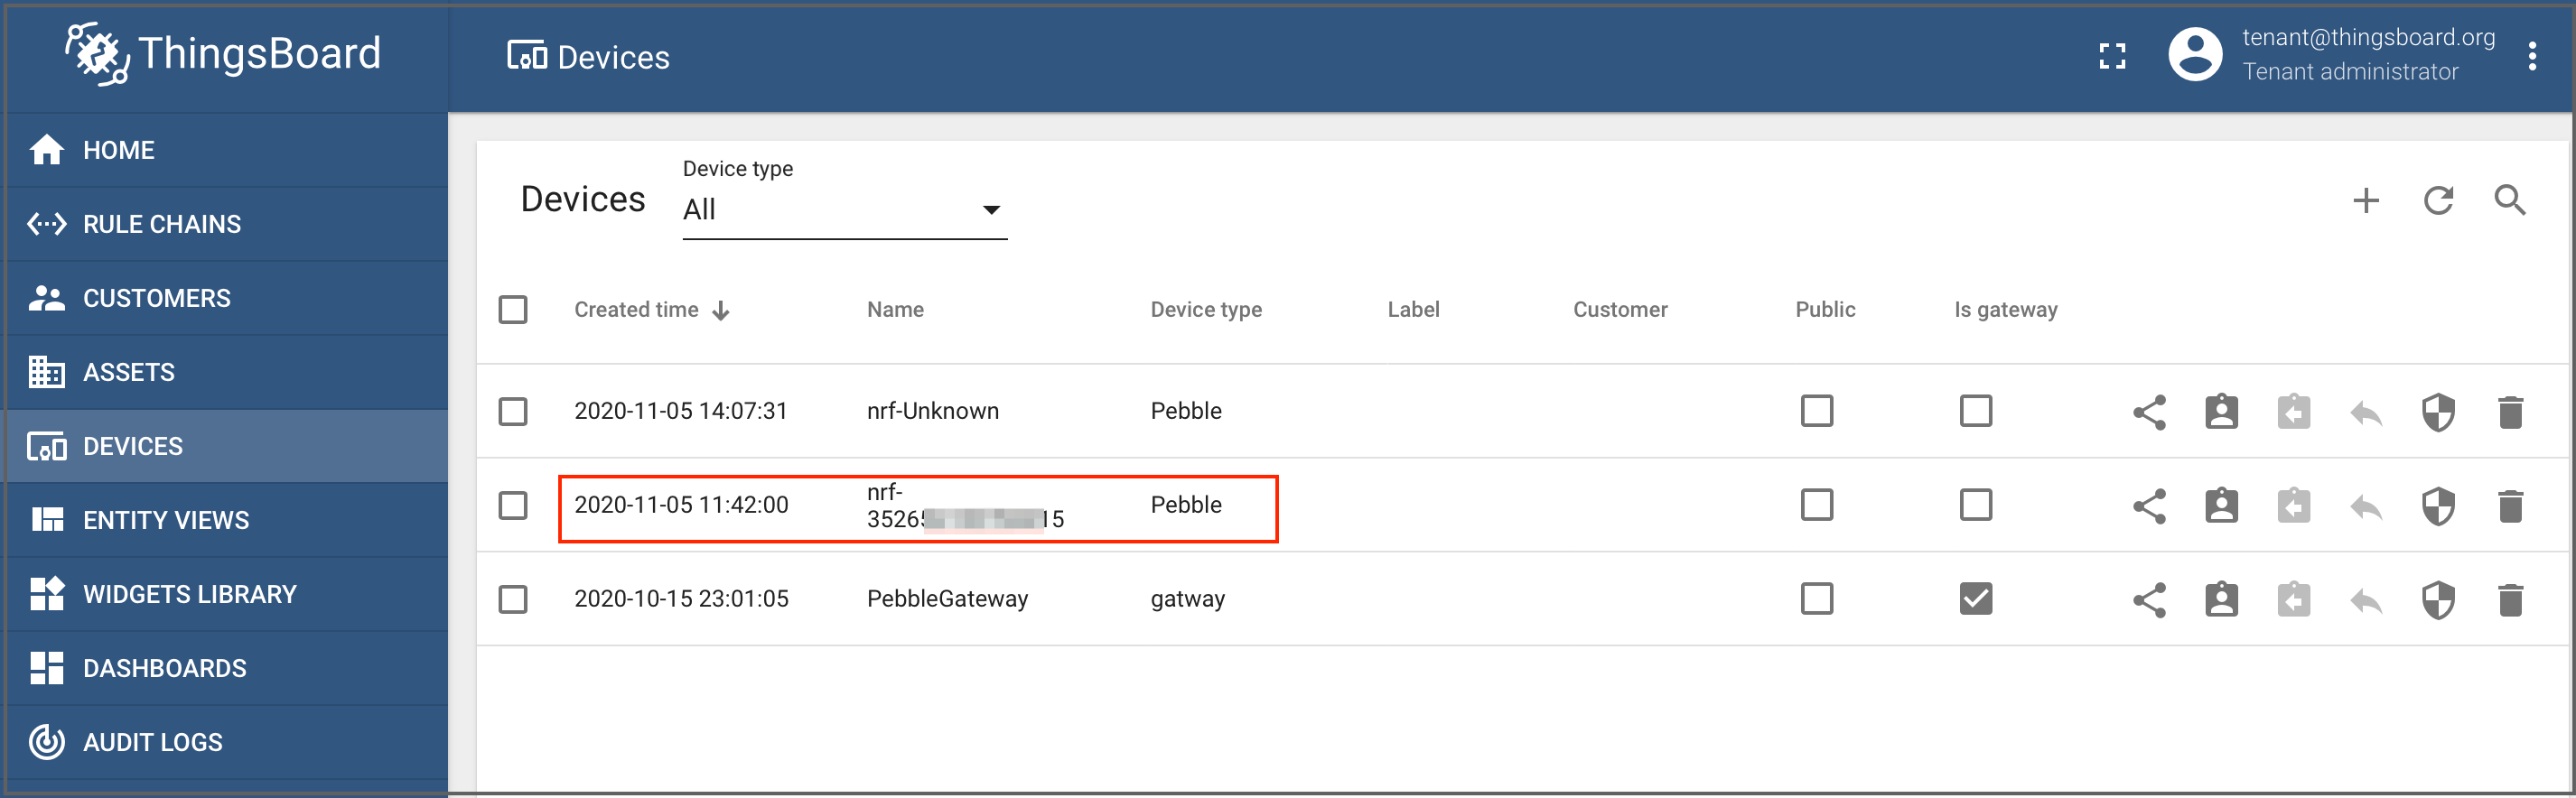 ThingsBoard
Devices
tenant@thingsboard.org
Tenant administrator
HOME
RULE CHAINS
CUSTOMERS
ASSETS
DEVICES
ENTITY VIEWS
WIDGETS LIBRARY
DASHBOARDS
AUDIT LOGS
Devices
Device type
All
Created time Name Device type Label Customer Public Is gateway
2020-11-05 14:07:31 nrf-Unknown Pebble
2020-11-05 11:42:00 nrf- Pebble
3526 15
2020-10-15 23:01:05 PebbleGateway gatway